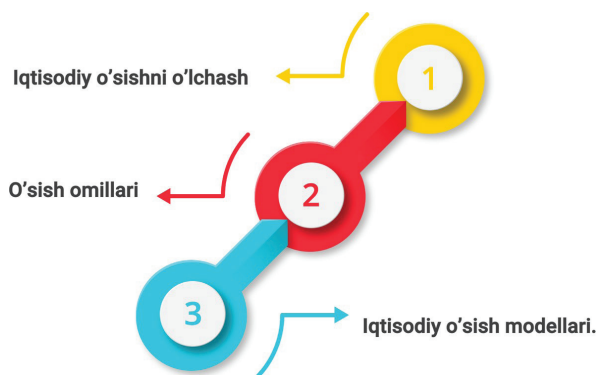 1
Iqtisodiy o'sishni o'lchash
2
O'sish omillari
3
Iqtisodiy o'sish modellari.